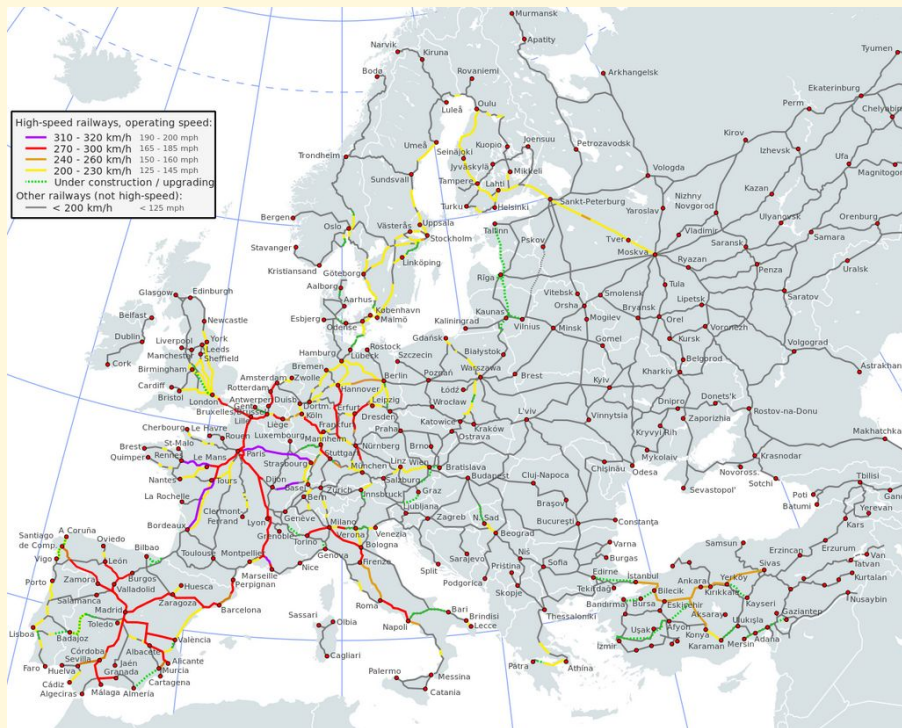 High-speed railways, operating speed:
310 - 320 km/h 190 - 200 mph
270 - 300 km/h 165 - 185 mph
240 - 260 km/h 150 - 160 mph
200 - 230 km/h 125 - 145 mph
Under construction / upgrading
Other railways (not high-speed):
< 200 km/h < 125 mph
Murmansk
Apatity
Narvik
Kiruna
Bodø
Rovaniemi
Arkhangelsk
Tyumen
Luleå
Oulu
Ekaterinburg
Perm
Chelyabin
Umeå
Kuopio
Joensuu
Seinäjoki
Petrozavodsk
Kirov
Izhevsk
Trondheim
Jyväskylä
Mikkeli
Vologda
Ufa
Magnitogor
Sundsvall
Tampere
Lahti
Kazan
Turku
Helsinki
Sankt-Peterburg
Yaroslav
Nizhny
Novgorod
Ulyanovsk
Orenburg
Bergen
Oslo
Västerås
Uppsala
Stockholm
Tallinn
Pskov
Tver
Vladimir
Saransk
Samara
Stavanger
Moskva
Ryazan
Penza
Uralsk
Kristiansand
Göteborg
Linköping
Rīga
Tula
Aalborg
Vitebsk
Smolensk
Lipetsk
Saratov
Glasgow
Edinburgh
Aarhus
Orsha
Bryansk
Belfast
Newcastle
Esbjerg
København
Malmö
Kaliningrad
Kaunas
Vilnius
Mogilev
Orel
Voronezh
Odense
Minsk
Kursk
Dublin
Liverpool
York
Leeds
Manchester
Sheffield
Rostock
Gdańsk
Gomel
Volgograd
Cork
Birmingham
Hamburg
Lübeck
Szczecin
Białystok
Belgorod
Bremen
Astrakhan
Cardiff
Amsterdam
Zwolle
Berlin
Poznań
Warszawa
Brest
Kharkiv
Bristol
London
Rotterdam
Hannover
Łódź
Kyiv
Antwerpen
Duisb
Leipzig
Wrocław
Gent
Dortm.
Erfurt
Dnipro
Donets'k
Bruxelles/Brussel
Köln
Dresden
Katowice
L'viv
Rostov-na-Donu
Lille
Liège
Frankfurt
Praha
Kraków
Vinnytsia
Zaporizhia
Cherbourg
Le Havre
Ostrava
Kryvyi Rih
Makhachkala
Rouen
Luxembourg
Mannheim
Nürnberg
Brno
Mykolaiv
St-Malo
Brest
Paris
Stuttgart
Chișinău
Krasnodar
Rennes
Le Mans
Strasbourg
München
Linz
Wien
Bratislava
Odesa
Novoross.
Quimper
Salzburg
Budapest
Cluj-Napoca
Sotchi
Nantes
Tours
Dijon
Basel
Zürich
Innsbruck
Graz
Sevastopol'
Tbilisi
Bern
Brașov
Poti
La Rochelle
Ljubljana
Batumi
Clermont-
Ferrand
Genève
Zagreb
N. Sad
Yerevan
Lyon
Milano
Venezia
București
Constanța
Kars
Bordeaux
Grenoble
Torino
Verona
Beograd
Santiago
de Comp.
A Coruña
Oviedo
Bologna
Varna
Samsun
Bilbao
Genova
Sarajevo
Niš
Burgas
Erzincan
Erzurum
León
Toulouse
Montpellier
Nice
Firenze
Split
Priština
Sofia
Edirne
Sivas
Van
Vigo
Burgos
Marseille
Podgorica
İstanbul
Ankara
Yerköy
Tatvan
Perpignan
Skopje
Tekirdağ
Bilecik
Kırıkkale
Kurtalan
Porto
Zamora
Huesca
Valladolid
Roma
Bari
Bandırma
Bursa
Eskişehir
Kayseri
Salamanca
Zaragoza
Sassari
Olbia
Brindisi
Thessaloniki
Nusaybin
Barcelona
Napoli
Lecce
Aksaray
Gaziantep
Madrid
Uşak
Afyon
Ulukışla
Toledo
Konya
Lisboa
Badajoz
València
İzmir
Karaman
Mersin
Adana
Albacete
Cagliari
Pátra
Athína
Córdoba
Alicante
Faro
Sevilla
Jaén
Murcia
Palermo
Messina
Huelva
Granada
Cartagena
Cádiz
Catania
Algeciras
Málaga
Almería